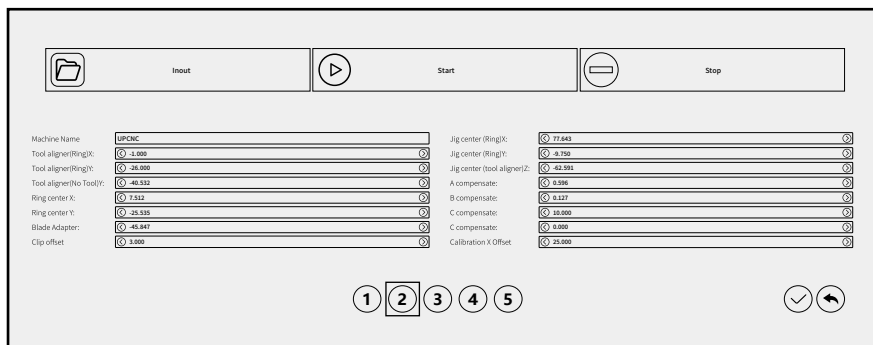 Inout
Start
Stop
Machine Name UPCNC
Tool aligner(Ring)X: -1.000
Tool aligner(Ring)Y: -26.000
Tool aligner(No Tool)Y: -40.532
Ring center X: 7.512
Ring center Y: -25.535
Blade Adapter: -45.847
Clip offset 3.000
Jig center (Ring)X: 77.643
Jig center (Ring)Y: -9.750
Jig center (tool aligner)Z: -62.591
A compensate: 0.596
B compensate: 0.127
C compensate: 10.000
C compensate: 0.000
Calibration X Offset 25.000
1 2 3 4 5